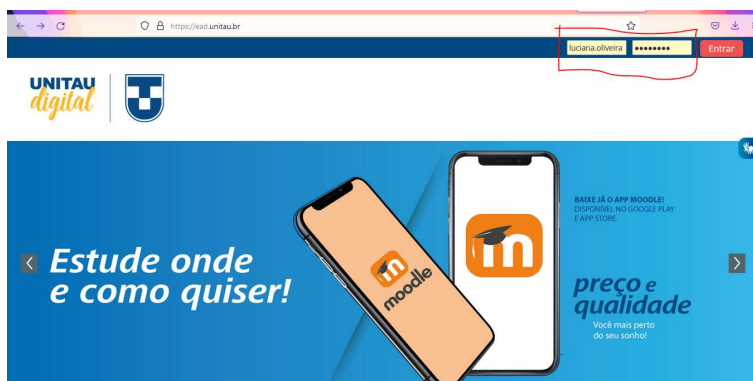 https://ead.unitau.br
luciana.oliveira •••••••• Entrar
UNITAU
digital
BAIXE JÁ O APP MOODLE!
DISPONÍVEL NO GOOGLE PLAY
E APP STORE.
Estude onde
e como quiser!
moodle
m
preço e
qualidade
Você mais perto
do seu sonho!